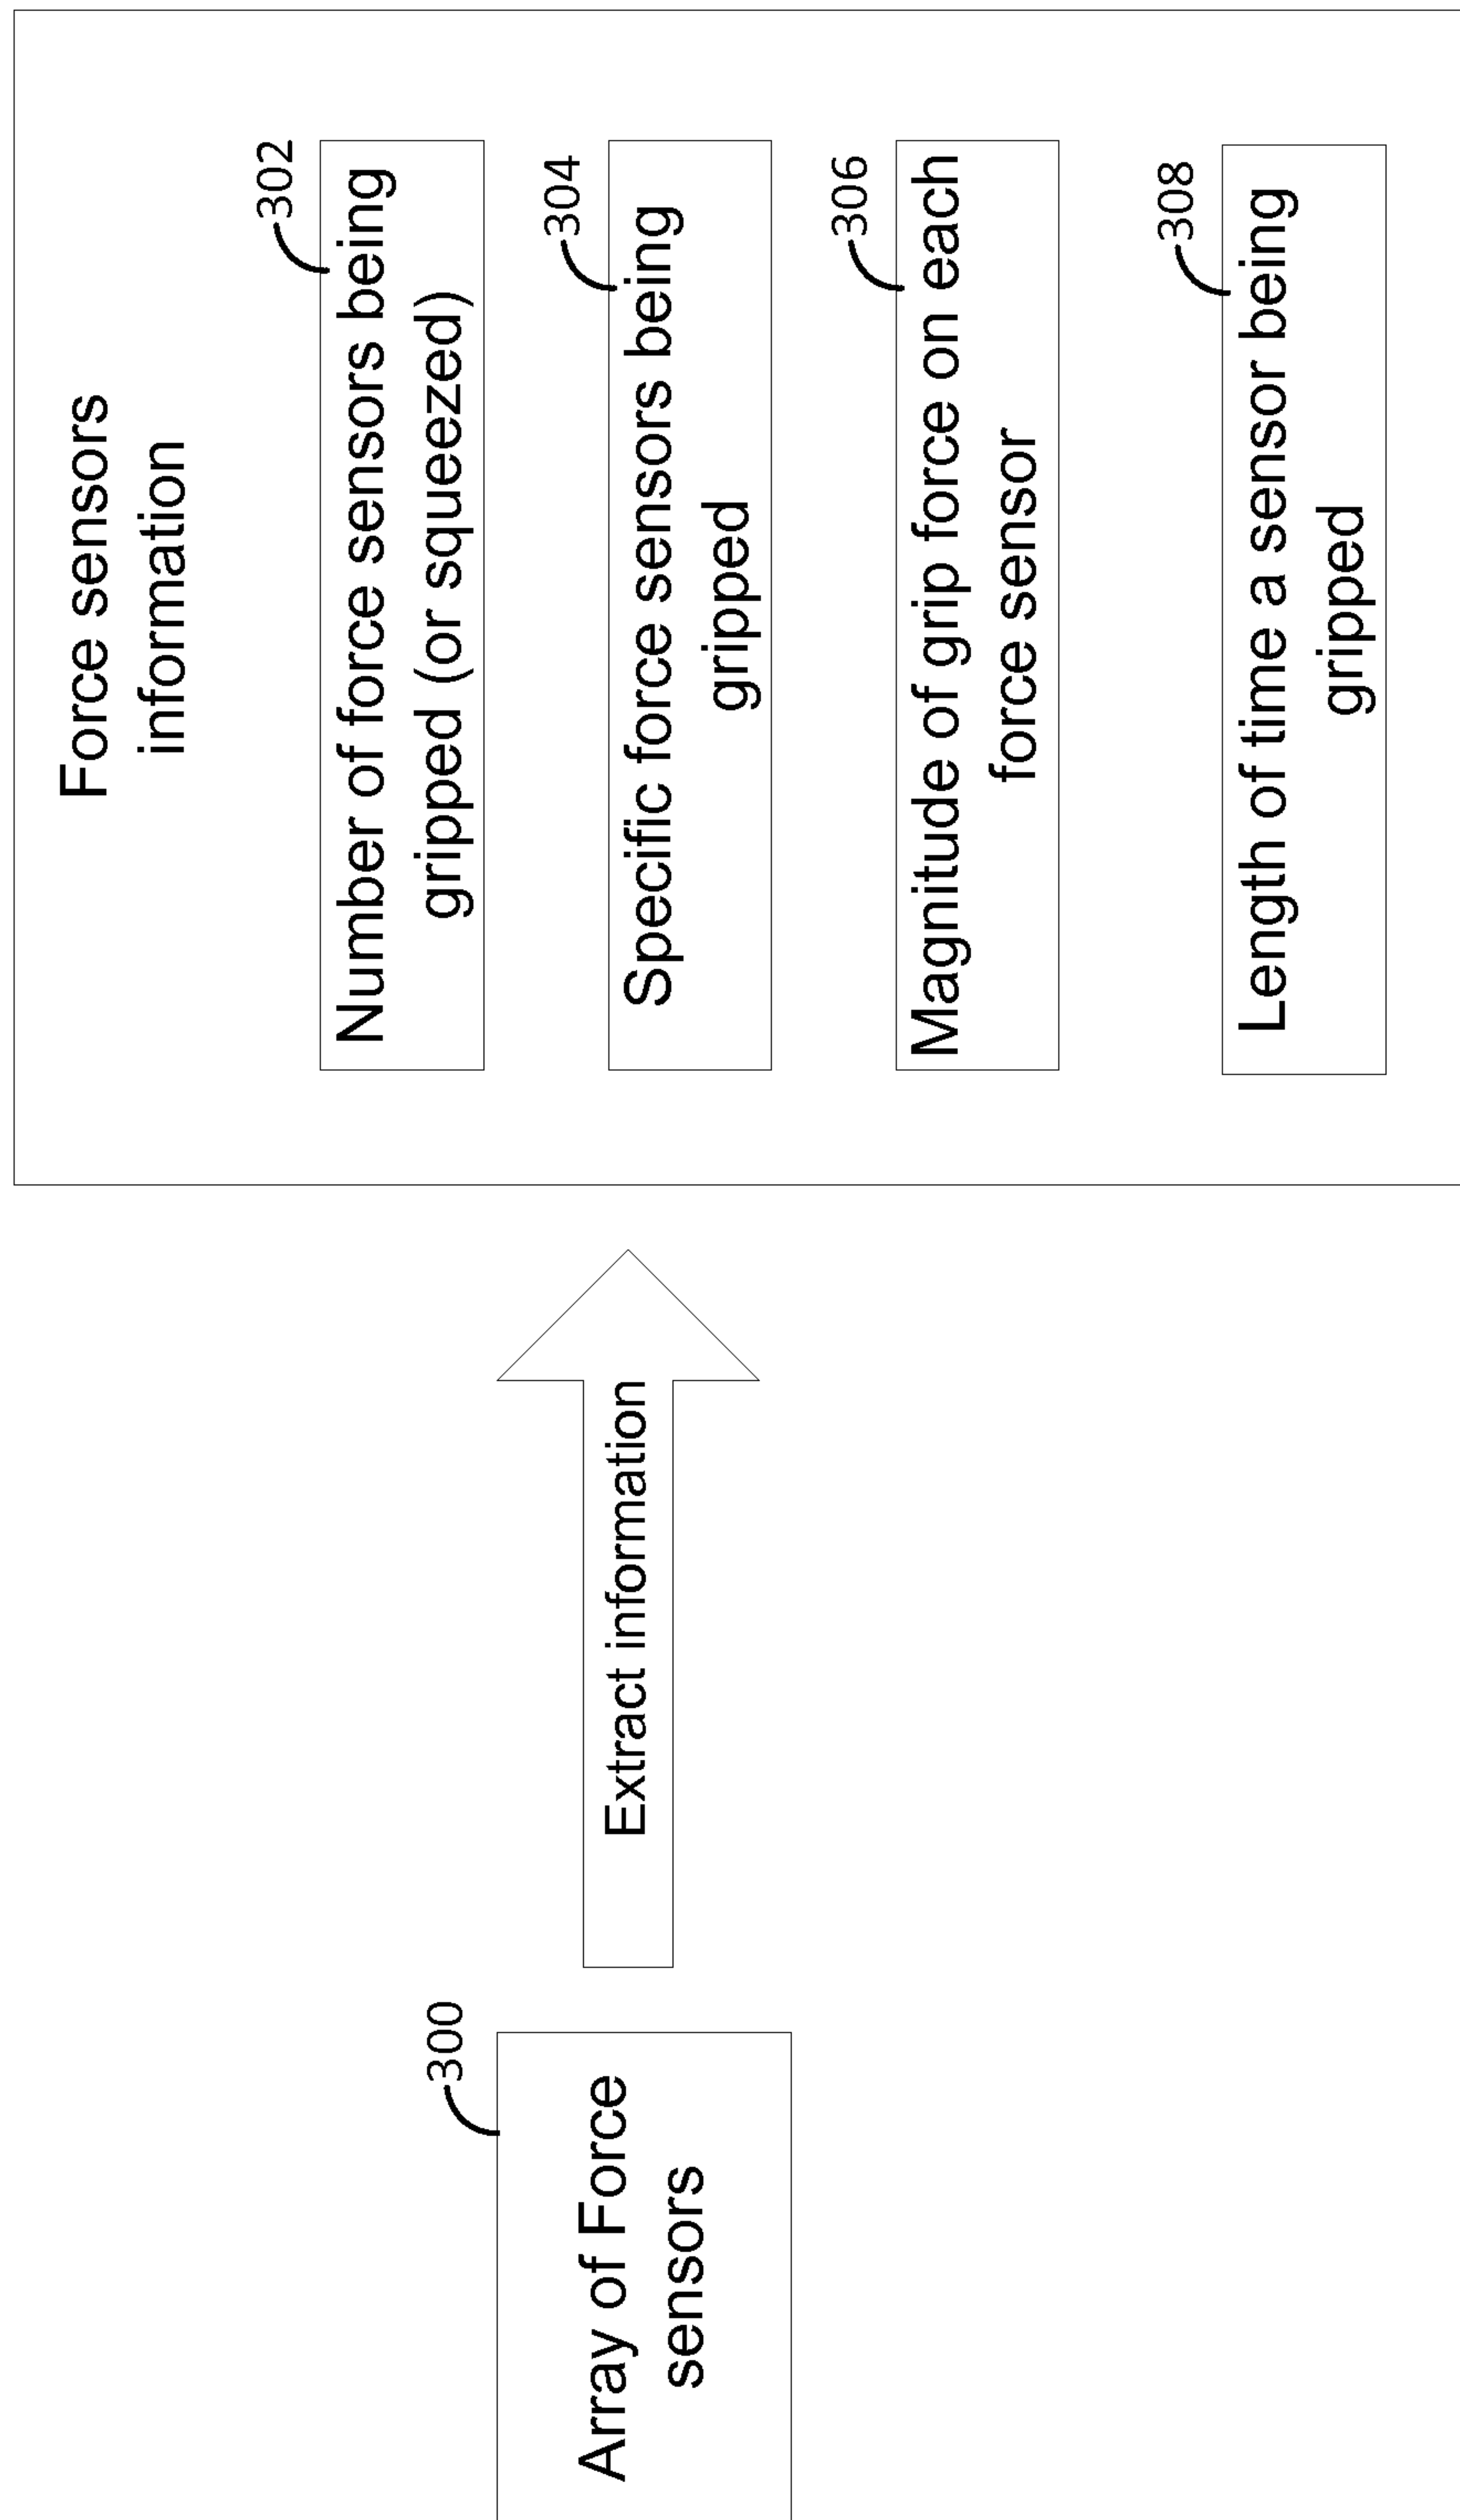 300
Array of Force
sensors
Extract information
Force sensors
information
302
Number of force sensors being
gripped (or squeezed)
304
Specific force sensors being
gripped
306
Magnitude of grip force on each
force sensor
308
Length of time a sensor being
gripped